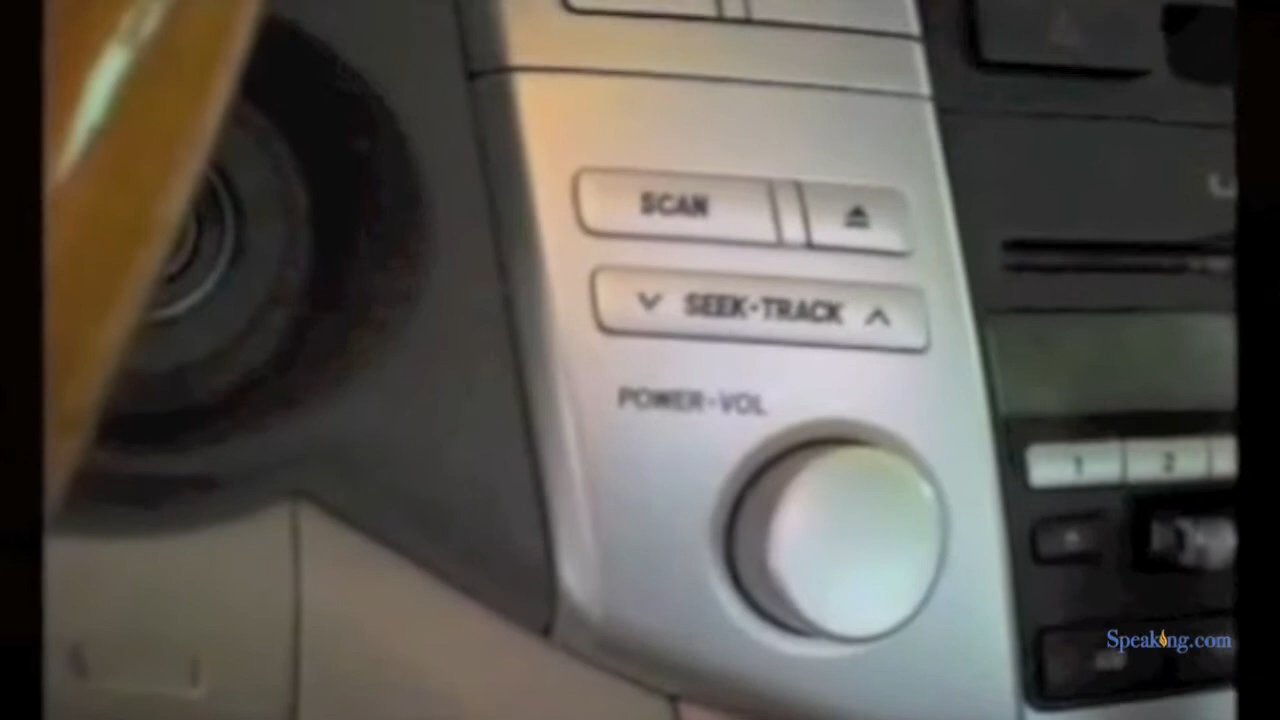 SCAN ⏏
∨ SEEK•TRACK ∧
POWER•VOL
1 2
Speaking.com